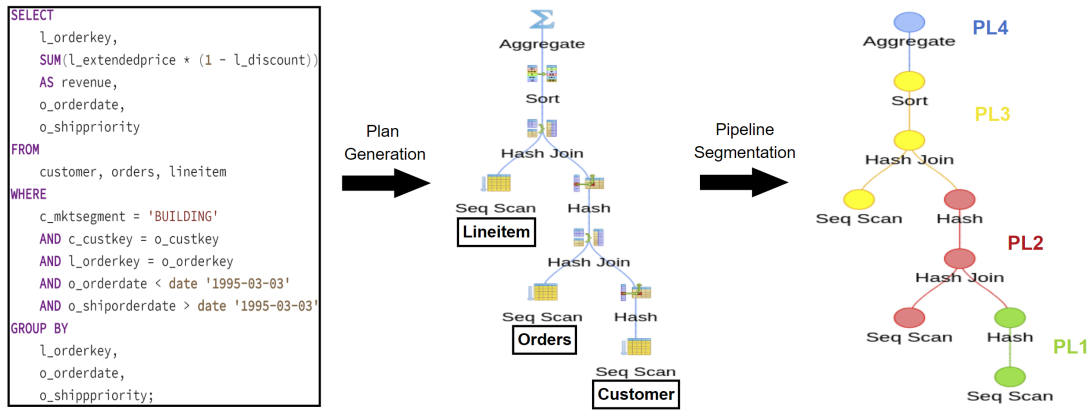 SELECT
l_orderkey,
SUM(l_extendedprice * (1 - l_discount))
AS revenue,
o_orderdate,
o_shippriority
FROM
customer, orders, lineitem
WHERE
c_mktsegment = 'BUILDING'
AND c_custkey = o_custkey
AND l_orderkey = o_orderkey
AND o_orderdate < date '1995-03-03'
AND o_shiporderdate > date '1995-03-03'
GROUP BY
l_orderkey,
o_orderdate,
o_shipppriority;
Plan
Generation
Σ
Aggregate
Sort
Hash Join
Seq Scan
Hash
Lineitem
Hash Join
Seq Scan
Hash
Orders
Seq Scan
Customer
Pipeline
Segmentation
PL4
Aggregate
Sort
PL3
Hash Join
Seq Scan
Hash
PL2
Hash Join
Seq Scan
Hash
PL1
Seq Scan